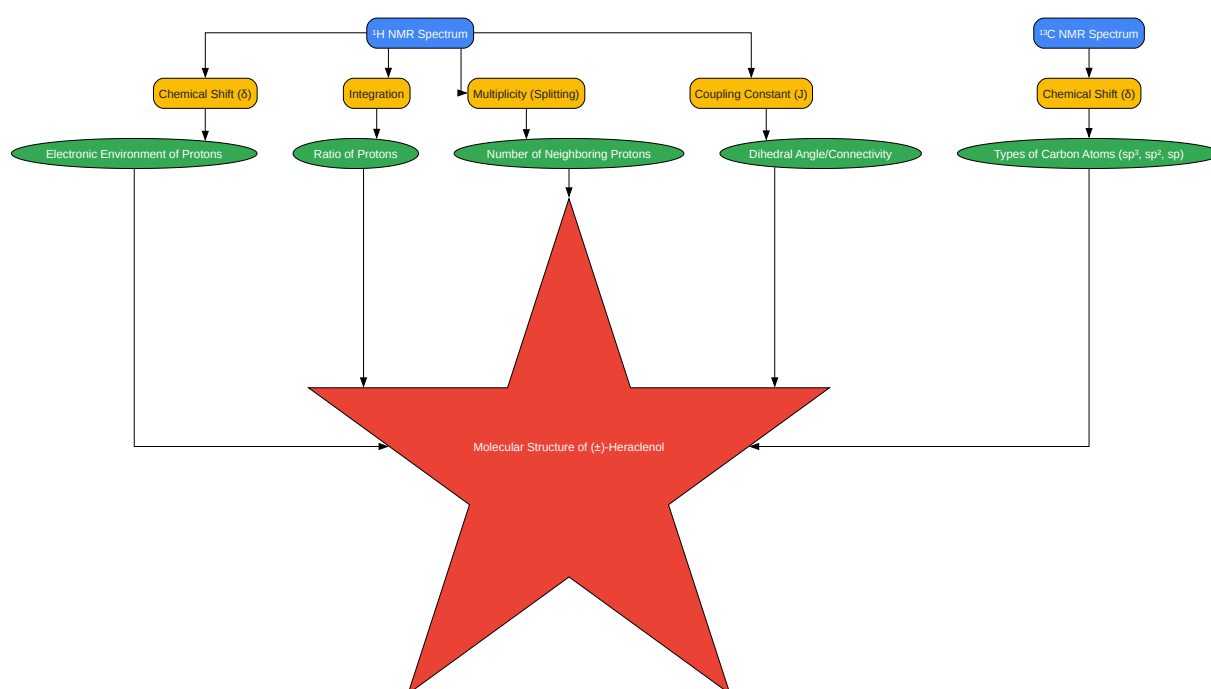 ¹H NMR Spectrum
¹³C NMR Spectrum
Chemical Shift (δ)
Integration
Multiplicity (Splitting)
Coupling Constant (J)
Chemical Shift (δ)
Electronic Environment of Protons
Ratio of Protons
Number of Neighboring Protons
Dihedral Angle/Connectivity
Types of Carbon Atoms (sp³, sp², sp)
Molecular Structure of (±)-Heraclenol